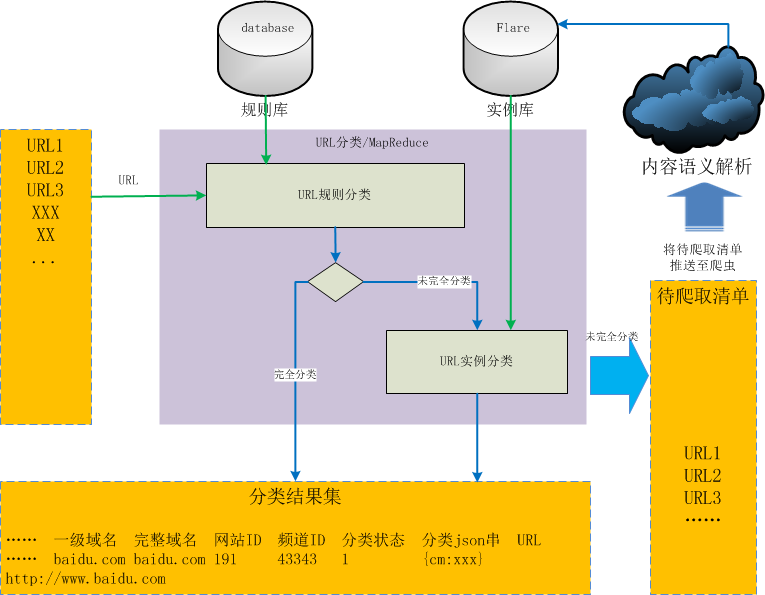 database
Flare
规则库
实例库
URL分类/MapReduce
内容语义解析
URL1
URL2
URL3
XXX
XX
...
URL
URL规则分类
将待爬取清单
推送至爬虫
未完全分类
待爬取清单
未完全分类
URL实例分类
完全分类
URL1
URL2
URL3
……
分类结果集
…… 一级域名 完整域名 网站ID 频道ID 分类状态 分类json串 URL
…… baidu.com baidu.com 191 43343 1 {cm:xxx}
http://www.baidu.com